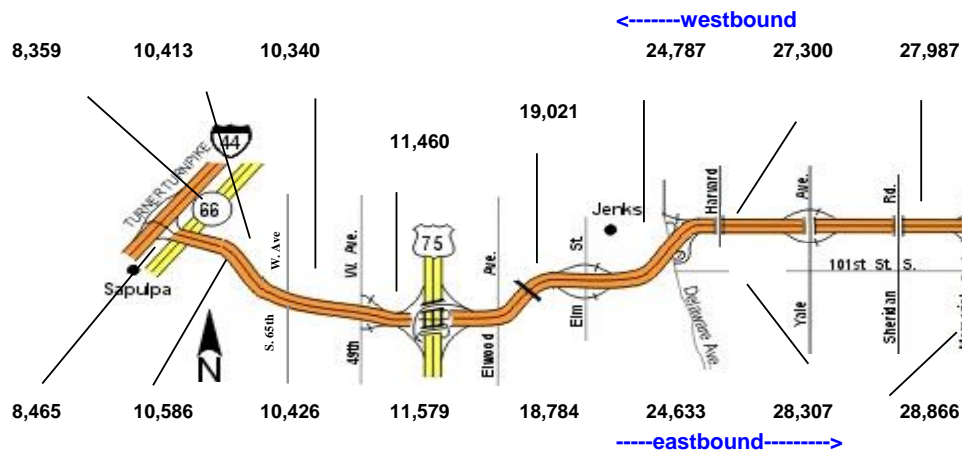 <-------westbound
8,359 10,413 10,340 24,787 27,300 27,987
19,021
11,460
TURNER TURNPIKE
44
66
75
Jenks
Harvard
Ave.
Rd.
St
W. Ave
W. Ave.
Ave.
101st St. S.
Sapulpa
N
S. 65th
49th
Elwood
Elm
Delaware Ave.
Yale
Sheridan
8,465 10,586 10,426 11,579 18,784 24,633 28,307 28,866
-----eastbound--------->